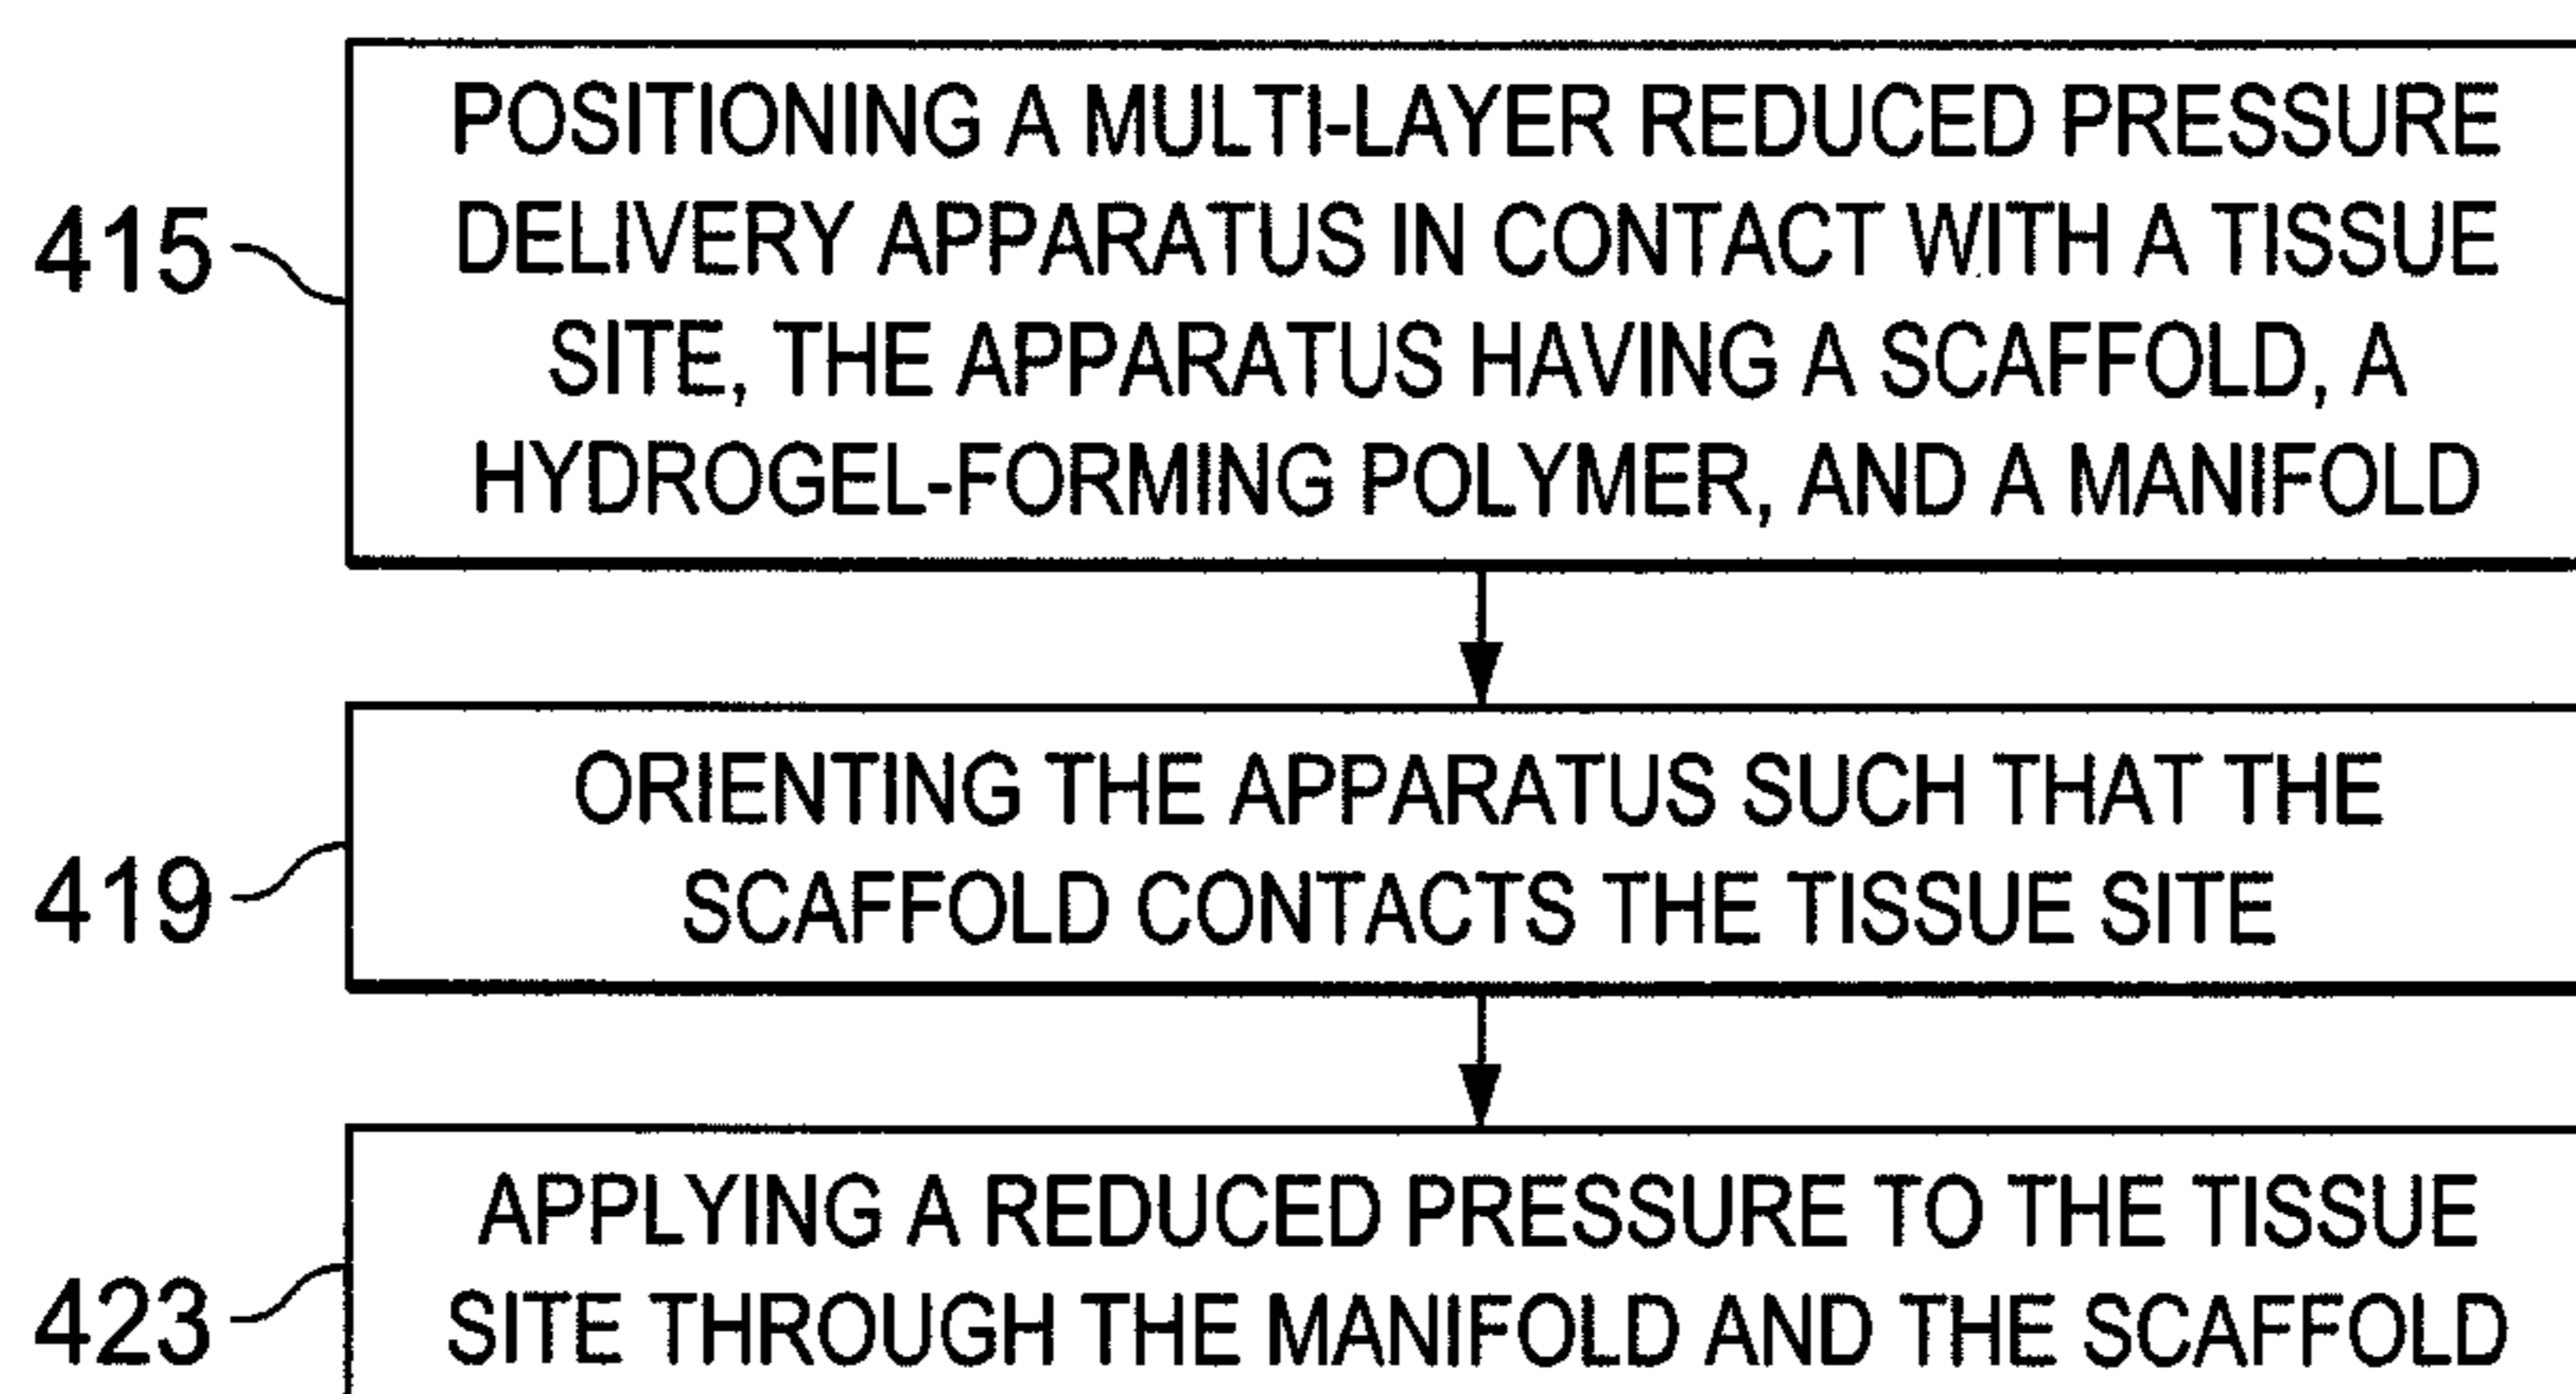 POSITIONING A MULTI-LAYER REDUCED PRESSURE
DELIVERY APPARATUS IN CONTACT WITH A TISSUE
415
SITE, THE APPARATUS HAVING A SCAFFOLD, A
HYDROGEL-FORMING POLYMER, AND A MANIFOLD
ORIENTING THE APPARATUS SUCH THAT THE
419
SCAFFOLD CONTACTS THE TISSUE SITE
APPLYING A REDUCED PRESSURE TO THE TISSUE
423
SITE THROUGH THE MANIFOLD AND THE SCAFFOLD